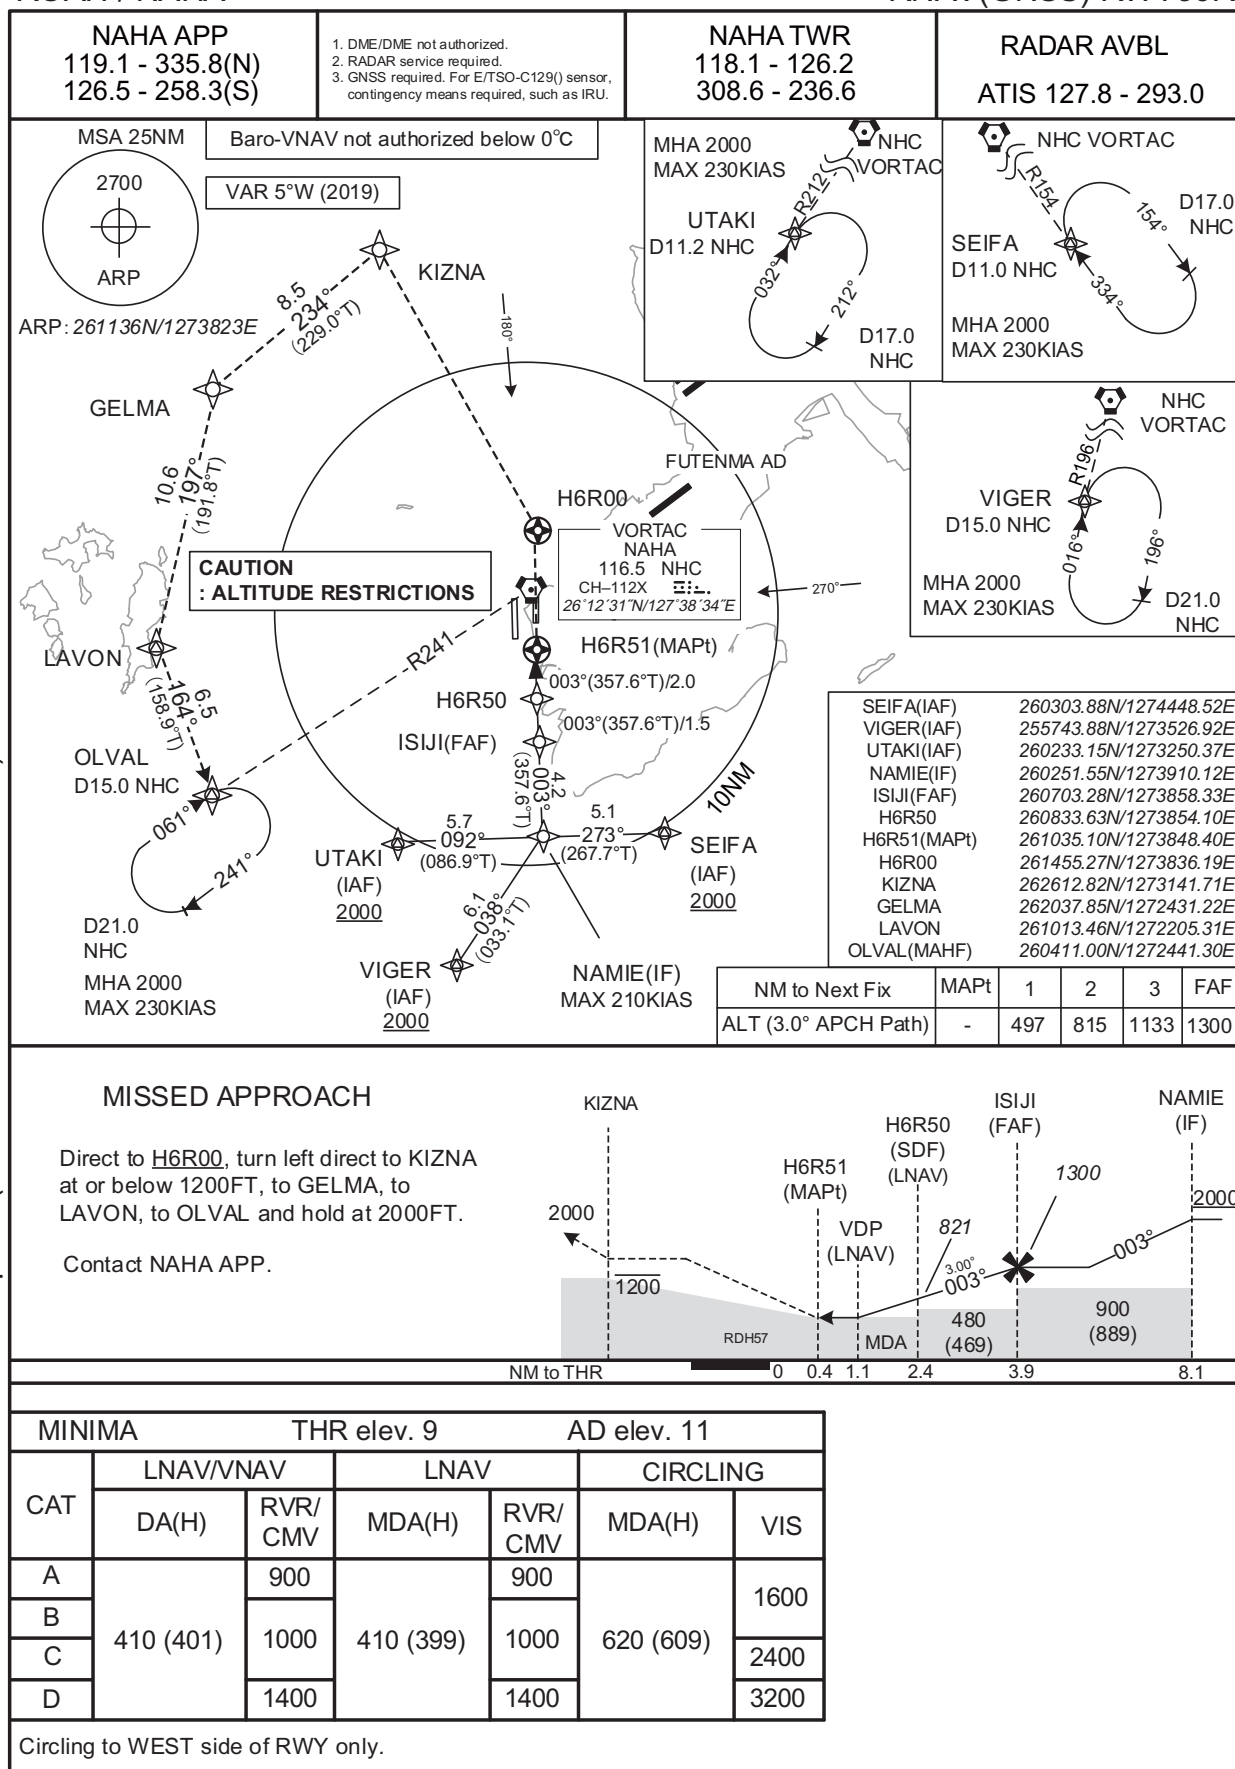 NAHA APP
119.1 - 335.8(N)
126.5 - 258.3(S)
1. DME/DME not authorized.
2. RADAR service required.
3. GNSS required. For E/TSO-C129() sensor,
contingency means required, such as IRU.
NAHA TWR
118.1 - 126.2
308.6 - 236.6
RADAR AVBL
ATIS 127.8 - 293.0
MSA 25NM
2700
ARP
ARP: 261136N/1273823E
Baro-VNAV not authorized below 0°C
VAR 5°W (2019)
MHA 2000
MAX 230KIAS
NHC
VORTAC
R212
UTAKI
D11.2 NHC
032°
212°
D17.0
NHC
NHC VORTAC
R154
SEIFA
D11.0 NHC
154°
334°
D17.0
NHC
MHA 2000
MAX 230KIAS
NHC
VORTAC
R196
VIGER
D15.0 NHC
016°
196°
MHA 2000
MAX 230KIAS
D21.0
NHC
KIZNA
8.5
234°
(229.0°T)
180°
GELMA
10.6
197°
(191.8°T)
FUTENMA AD
H6R00
VORTAC
NAHA
116.5 NHC
CH–112X
26°12´31˝N/127°38´34˝E
270°
CAUTION
: ALTITUDE RESTRICTIONS
LAVON
R241
H6R51(MAPt)
003°(357.6°T)/2.0
H6R50
003°(357.6°T)/1.5
ISIJI(FAF)
6.5
164°
(158.9°T)
OLVAL
D15.0 NHC
061°
241°
D21.0
NHC
MHA 2000
MAX 230KIAS
4.2
003°
(357.6°T)
10NM
5.7
092°
(086.9°T)
5.1
273°
(267.7°T)
UTAKI
(IAF)
2000
SEIFA
(IAF)
2000
6.1
038°
(033.1°T)
VIGER
(IAF)
2000
NAMIE(IF)
MAX 210KIAS
SEIFA(IAF) 260303.88N/1274448.52E
VIGER(IAF) 255743.88N/1273526.92E
UTAKI(IAF) 260233.15N/1273250.37E
NAMIE(IF) 260251.55N/1273910.12E
ISIJI(FAF) 260703.28N/1273858.33E
H6R50 260833.63N/1273854.10E
H6R51(MAPt) 261035.10N/1273848.40E
H6R00 261455.27N/1273836.19E
KIZNA 262612.82N/1273141.71E
GELMA 262037.85N/1272431.22E
LAVON 261013.46N/1272205.31E
OLVAL(MAHF) 260411.00N/1272441.30E
NM to Next Fix MAPt 1 2 3 FAF
ALT (3.0° APCH Path) - 497 815 1133 1300
MISSED APPROACH
Direct to H6R00, turn left direct to KIZNA
at or below 1200FT, to GELMA, to
LAVON, to OLVAL and hold at 2000FT.
Contact NAHA APP.
KIZNA
2000
1200
H6R51
(MAPt)
VDP
(LNAV)
H6R50
(SDF)
(LNAV)
821
ISIJI
(FAF)
1300
NAMIE
(IF)
2000
3.00°
003°
003°
RDH57
MDA
480
(469)
900
(889)
NM to THR 0 0.4 1.1 2.4 3.9 8.1
MINIMA THR elev. 9 AD elev. 11
CAT LNAV/VNAV LNAV CIRCLING
DA(H) RVR/CMV MDA(H) RVR/CMV MDA(H) VIS
A 900 900 1600
B
410 (401) 1000 410 (399) 1000 620 (609)
C 2400
D 1400 1400 3200
Circling to WEST side of RWY only.